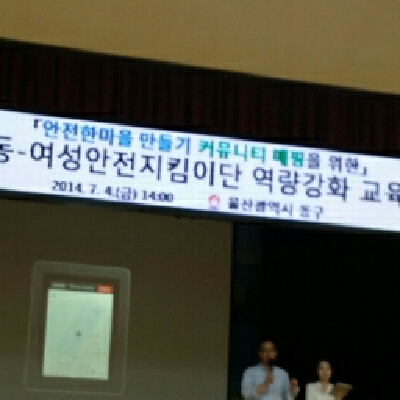 「안전한마을 만들기 커뮤니티 매핑을 위한」
동-여성안전지킴이단 역량강화 교육
2014. 7. 4.(금) 14:00 울산광역시 동구